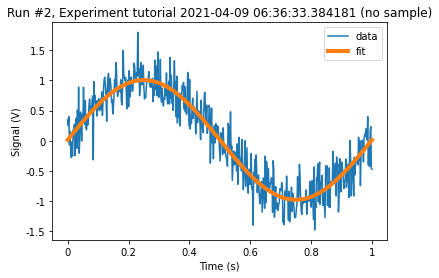 Run #2, Experiment tutorial 2021-04-09 06:36:33.384181 (no sample)
data
fit
Signal (V)
1.5
1
0.5
0
-0.5
-1
-1.5
0
0.2
0.4
0.6
0.8
1
Time (s)